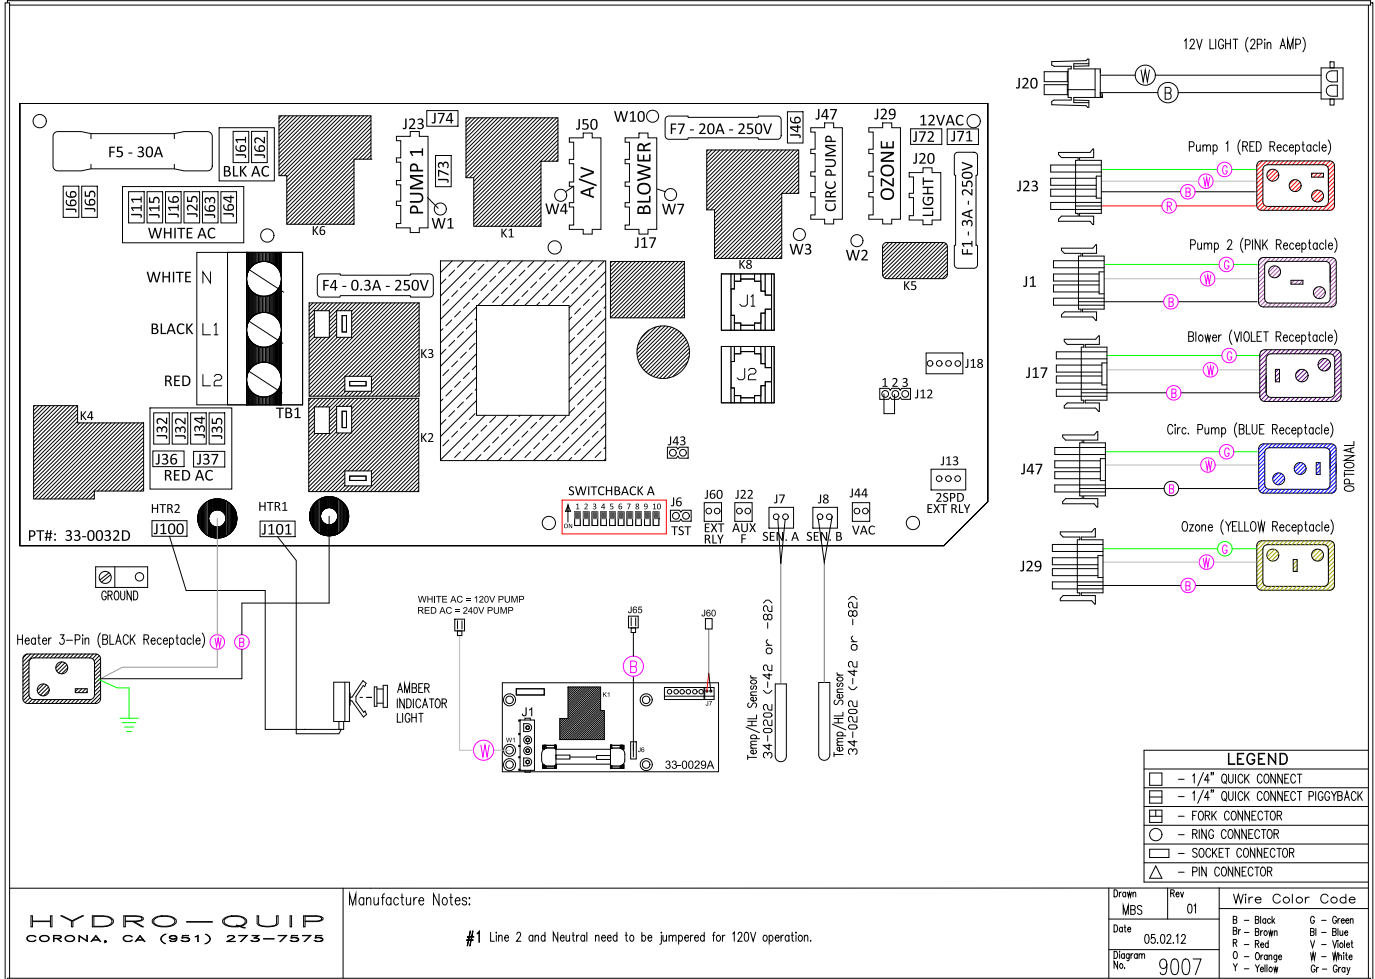 12V LIGHT (2Pin AMP)
J20
W
B
Pump 1 (RED Receptacle)
J23
G
W
B
R
Pump 2 (PINK Receptacle)
J1
G
W
B
Blower (VIOLET Receptacle)
J17
G
W
B
Circ. Pump (BLUE Receptacle)
J47
G
W
B
OPTIONAL
Ozone (YELLOW Receptacle)
J29
G
W
B
F5 - 30A
J61
J62
BLK AC
J66
J65
J11
J15
J16
J25
J63
J64
WHITE AC
K6
J23
J74
PUMP 1
J73
W1
K1
J50
A/V
W4
W10
BLOWER
J17
W7
F7 - 20A - 250V
J46
J47
CIRC PUMP
W3
K8
J29
OZONE
W2
12VAC
J72
J71
J20
LIGHT
F1 - 3A - 250V
K5
WHITE N
BLACK L1
RED L2
TB1
F4 - 0.3A - 250V
K3
K2
J1
J2
J18
1 2 3
J12
K4
J32
J32
J34
J35
J36
J37
RED AC
J43
J13
2SPD
EXT RLY
HTR2
J100
HTR1
J101
PT#: 33-0032D
SWITCHBACK A
1 2 3 4 5 6 7 8 9 10
ON
J6
TST
J60
EXT
RLY
J22
AUX
F
J7
SEN. A
J8
SEN. B
J44
VAC
GROUND
Heater 3-Pin (BLACK Receptacle)
W
B
AMBER
INDICATOR
LIGHT
WHITE AC = 120V PUMP
RED AC = 240V PUMP
W
J65
B
J60
J1
W1
K1
J6
J7
33-0029A
Temp/HL Sensor
34-0202 (-42 or -82)
Temp/HL Sensor
34-0202 (-42 or -82)
LEGEND
- 1/4" QUICK CONNECT
- 1/4" QUICK CONNECT PIGGYBACK
- FORK CONNECTOR
- RING CONNECTOR
- SOCKET CONNECTOR
- PIN CONNECTOR
HYDRO-QUIP
CORONA, CA (951) 273-7575
Manufacture Notes:
#1 Line 2 and Neutral need to be jumpered for 120V operation.
Drawn
MBS
Rev
01
Date
05.02.12
Diagram
No.
9007
Wire Color Code
B - Black G - Green
Br - Brown Bl - Blue
R - Red V - Violet
O - Orange W - White
Y - Yellow Gr - Gray